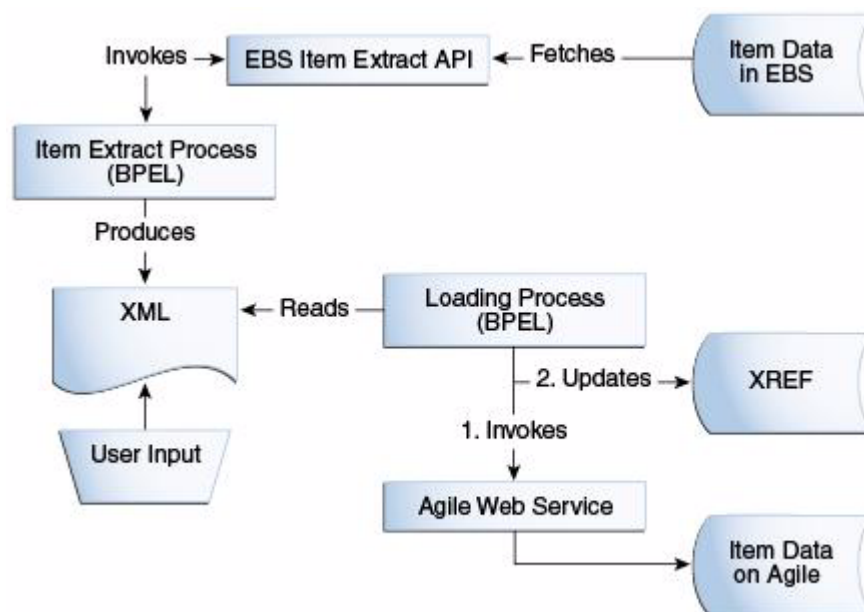 Invokes
EBS Item Extract API
Fetches
Item Data
in EBS
Item Extract Process
(BPEL)
Produces
XML
Reads
Loading Process
(BPEL)
2. Updates
XREF
1. Invokes
User Input
Agile Web Service
Item Data
on Agile